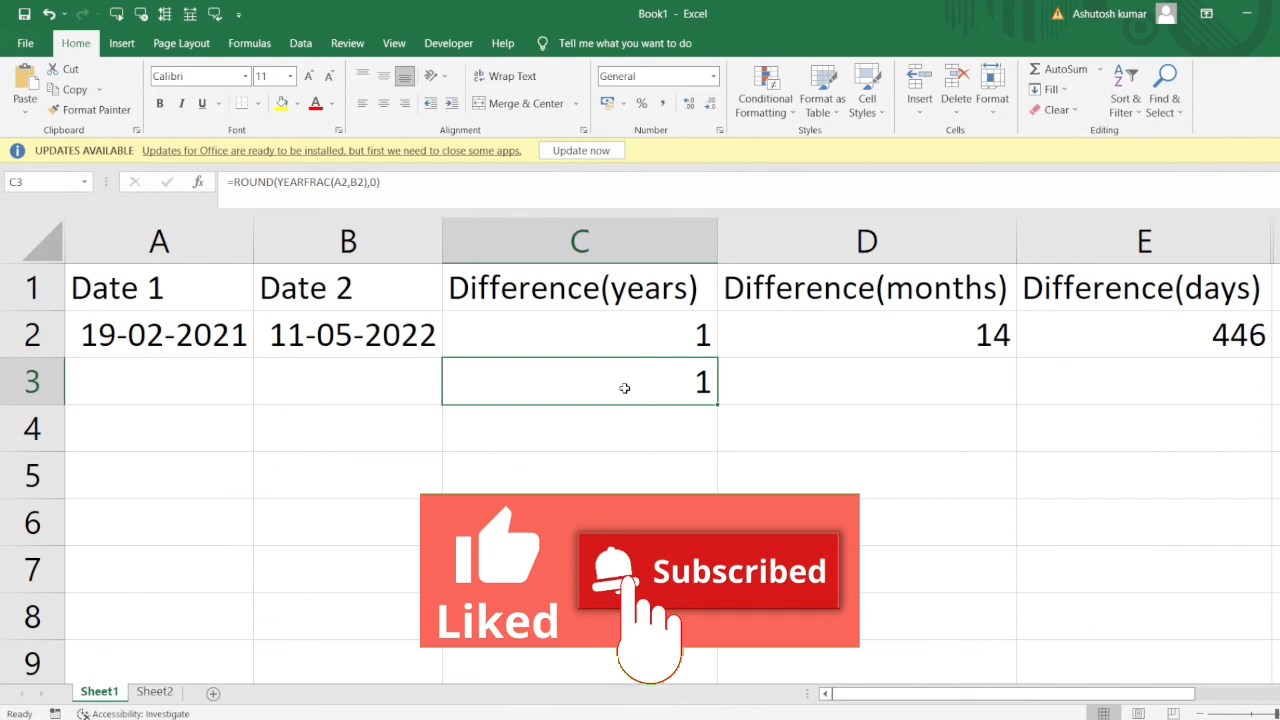 Book1 - Excel
Ashutosh kumar
File Home Insert Page Layout Formulas Data Review View Developer Help Tell me what you want to do
Paste
Cut
Copy
Format Painter
Clipboard
Calibri 11
B I U A
Font
Wrap Text
Merge & Center
Alignment
General
%
Number
Conditional Formatting
Format as Table
Cell Styles
Styles
Insert Delete Format
Cells
AutoSum
Fill
Clear
Sort & Filter
Find & Select
Editing
UPDATES AVAILABLE Updates for Office are ready to be installed, but first we need to close some apps. Update now
C3 fx =ROUND(YEARFRAC(A2,B2),0)
A B C D E
1 Date 1 Date 2 Difference(years) Difference(months) Difference(days)
2 19-02-2021 11-05-2022 1 14 446
3 1
4
5
6
7
8
9
Liked
Subscribed
Sheet1 Sheet2
Ready Accessibility: Investigate